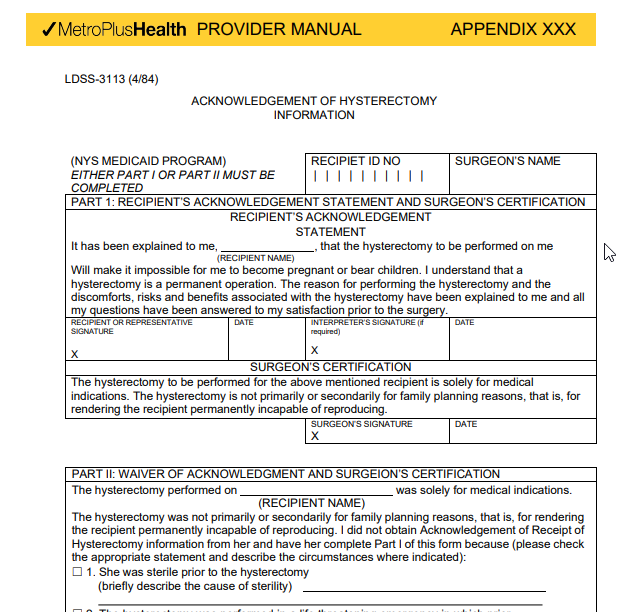 MetroPlusHealth PROVIDER MANUAL APPENDIX XXX
LDSS-3113 (4/84)
ACKNOWLEDGEMENT OF HYSTERECTOMY
INFORMATION
(NYS MEDICAID PROGRAM)
EITHER PART I OR PART II MUST BE
COMPLETED
RECIPIET ID NO
SURGEON'S NAME
PART 1: RECIPIENT'S ACKNOWLEDGEMENT STATEMENT AND SURGEON'S CERTIFICATION
RECIPIENT'S ACKNOWLEDGEMENT
STATEMENT
It has been explained to me, ____________, that the hysterectomy to be performed on me
(RECIPIENT NAME)
Will make it impossible for me to become pregnant or bear children. I understand that a
hysterectomy is a permanent operation. The reason for performing the hysterectomy and the
discomforts, risks and benefits associated with the hysterectomy have been explained to me and all
my questions have been answered to my satisfaction prior to the surgery.
RECIPIENT OR REPRESENTATIVE
SIGNATURE
X
DATE
INTERPRETER'S SIGNATURE (if
required)
X
DATE
SURGEON'S CERTIFICATION
The hysterectomy to be performed for the above mentioned recipient is solely for medical
indications. The hysterectomy is not primarily or secondarily for family planning reasons, that is, for
rendering the recipient permanently incapable of reproducing.
SURGEON'S SIGNATURE
X
DATE
PART II: WAIVER OF ACKNOWLEDGMENT AND SURGEION'S CERTIFICATION
The hysterectomy performed on ____________ was solely for medical indications.
(RECIPIENT NAME)
The hysterectomy was not primarily or secondarily for family planning reasons, that is, for rendering
the recipient permanently incapable of reproducing. I did not obtain Acknowledgement of Receipt of
Hysterectomy information from her and have her complete Part I of this form because (please check
the appropriate statement and describe the circumstances where indicated):
☐ 1. She was sterile prior to the hysterectomy
(briefly describe the cause of sterility) ____________